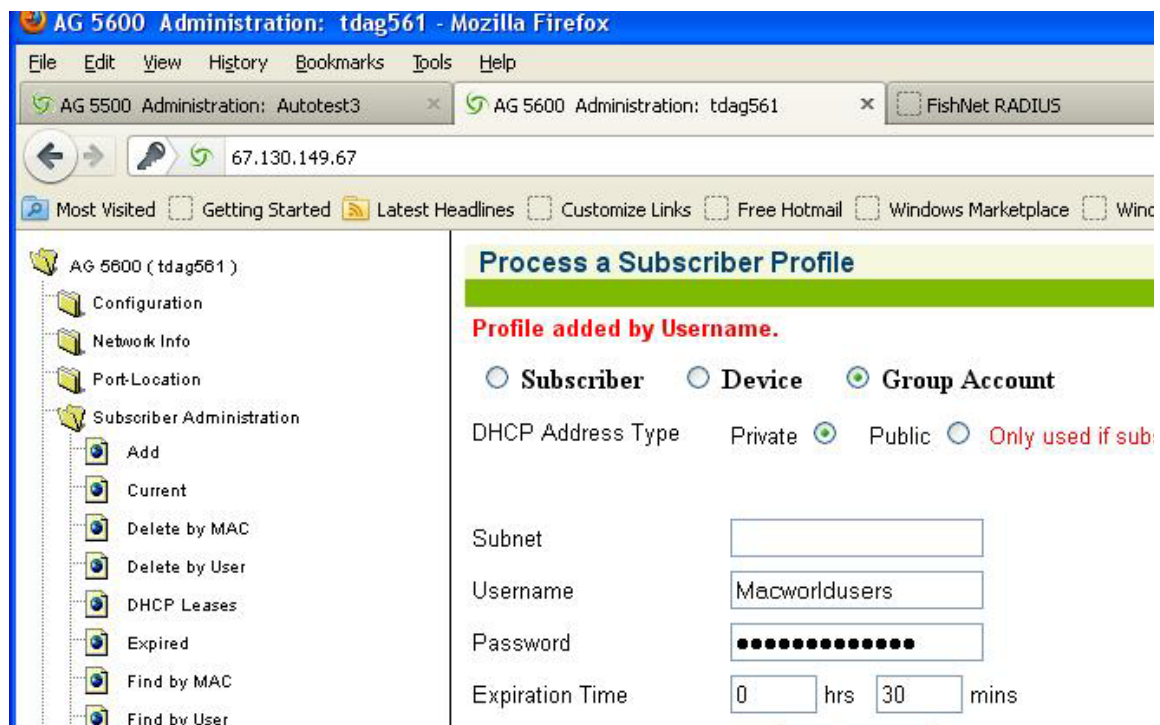 AG 5600 Administration: tdag561 - Mozilla Firefox
File Edit View History Bookmarks Tools Help
AG 5500 Administration: Autotest3 × AG 5600 Administration: tdag561 × FishNet RADIUS
67.130.149.67
Most Visited Getting Started Latest Headlines Customize Links Free Hotmail Windows Marketplace Wind
AG 5600 ( tdag561 )
Configuration
Network Info
Port-Location
Subscriber Administration
Add
Current
Delete by MAC
Delete by User
DHCP Leases
Expired
Find by MAC
Find by User
Process a Subscriber Profile
Profile added by Username.
Subscriber Device Group Account
DHCP Address Type Private Public Only used if subs
Subnet
Username Macworldusers
Password •••••••••••••
Expiration Time 0 hrs 30 mins